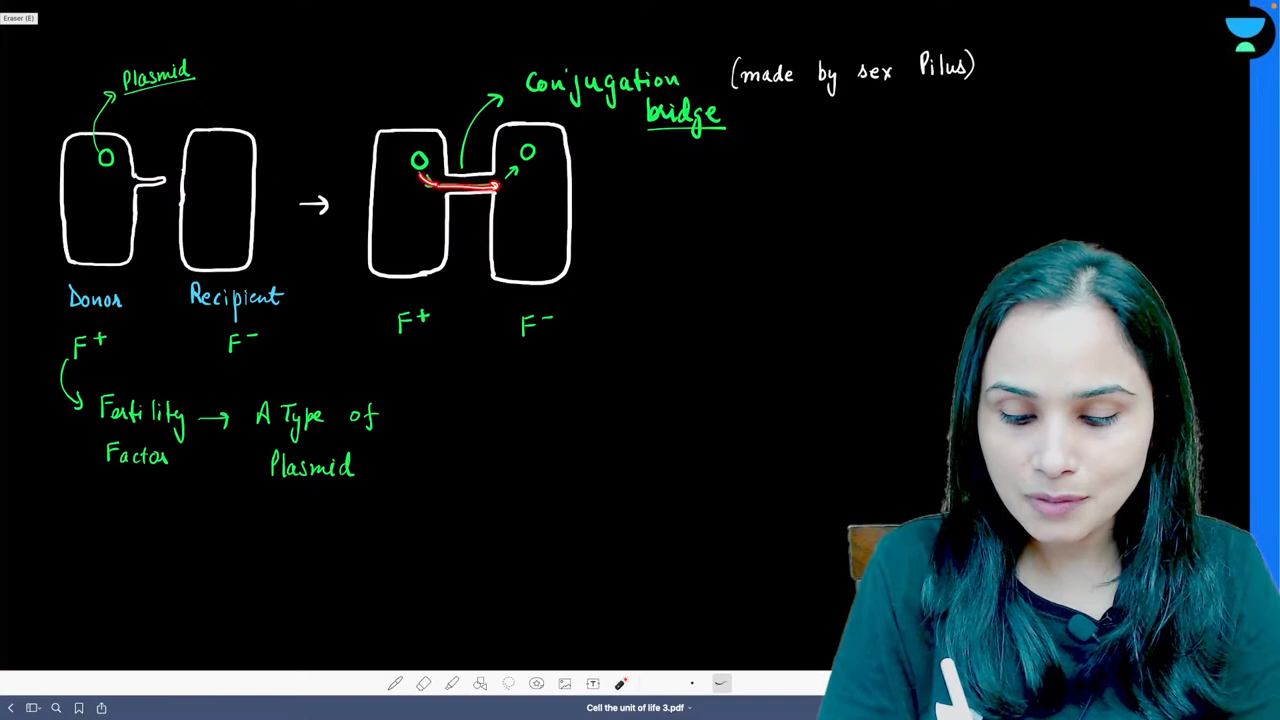 Eraser (E)
Plasmid
Conjugation
bridge
(made by sex Pilus)
Donor
Recipient
F+
F-
F+
F-
Fertility
Factor
→ A Type of
Plasmid
T
Cell the unit of life 3.pdf